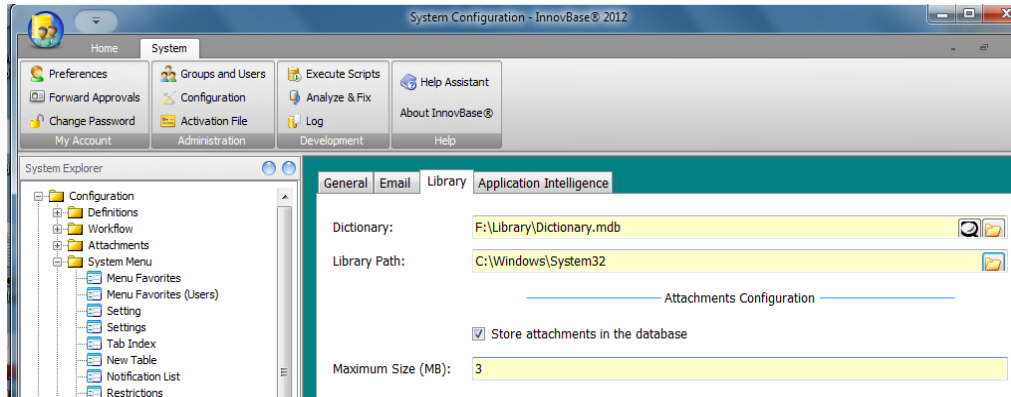 System Configuration - InnovBase® 2012
Home System
Preferences Groups and Users Execute Scripts Help Assistant
Forward Approvals Configuration Analyze & Fix About InnovBase®
Change Password Activation File Log
My Account Administration Development Help
System Explorer
General Email Library Application Intelligence
Configuration
Definitions
Workflow
Attachments
System Menu
Menu Favorites
Menu Favorites (Users)
Setting
Settings
Tab Index
New Table
Notification List
Restrictions
Dictionary: F:\Library\Dictionary.mdb
Library Path: C:\Windows\System32
Attachments Configuration
Store attachments in the database
Maximum Size (MB): 3